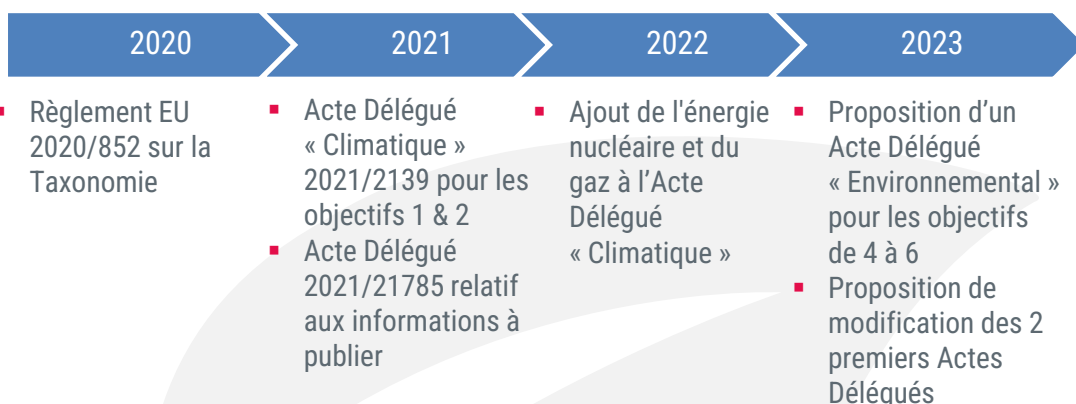 2020
2021
2022
2023
Règlement EU
2020/852 sur la
Taxonomie
Acte Délégué
« Climatique »
2021/2139 pour les
objectifs 1 & 2
Acte Délégué
2021/21785 relatif
aux informations à
publier
Ajout de l'énergie
nucléaire et du
gaz à l’Acte
Délégué
« Climatique »
Proposition d’un
Acte Délégué
« Environnemental »
pour les objectifs
de 4 à 6
Proposition de
modification des 2
premiers Actes
Délégués